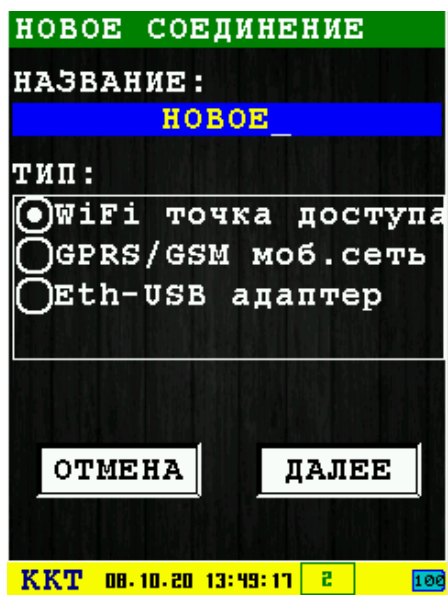 НОВОЕ СОЕДИНЕНИЕ
НАЗВАНИЕ:
НОВОЕ_
ТИП:
WiFi точка доступа
GPRS/GSM моб.сеть
Eth-USB адаптер
ОТМЕНА ДАЛЕЕ
ККТ 08.10.20 13:49:17 2 100